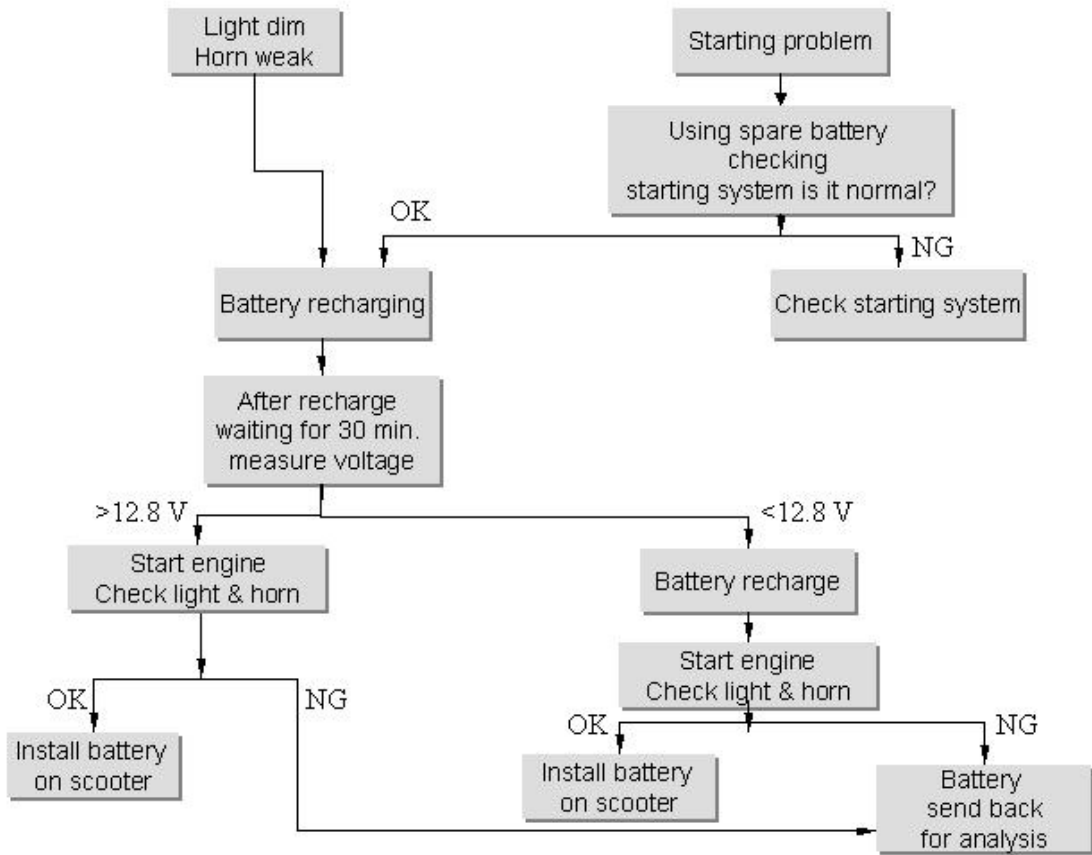 Light dim
Horn weak
Starting problem
Using spare battery
checking
starting system is it normal?
OK
NG
Battery recharging
Check starting system
After recharge
waiting for 30 min.
measure voltage
>12.8 V
<12.8 V
Start engine
Check light & horn
Battery recharge
Start engine
Check light & horn
OK
NG
OK
NG
Install battery
on scooter
Install battery
on scooter
Battery
send back
for analysis